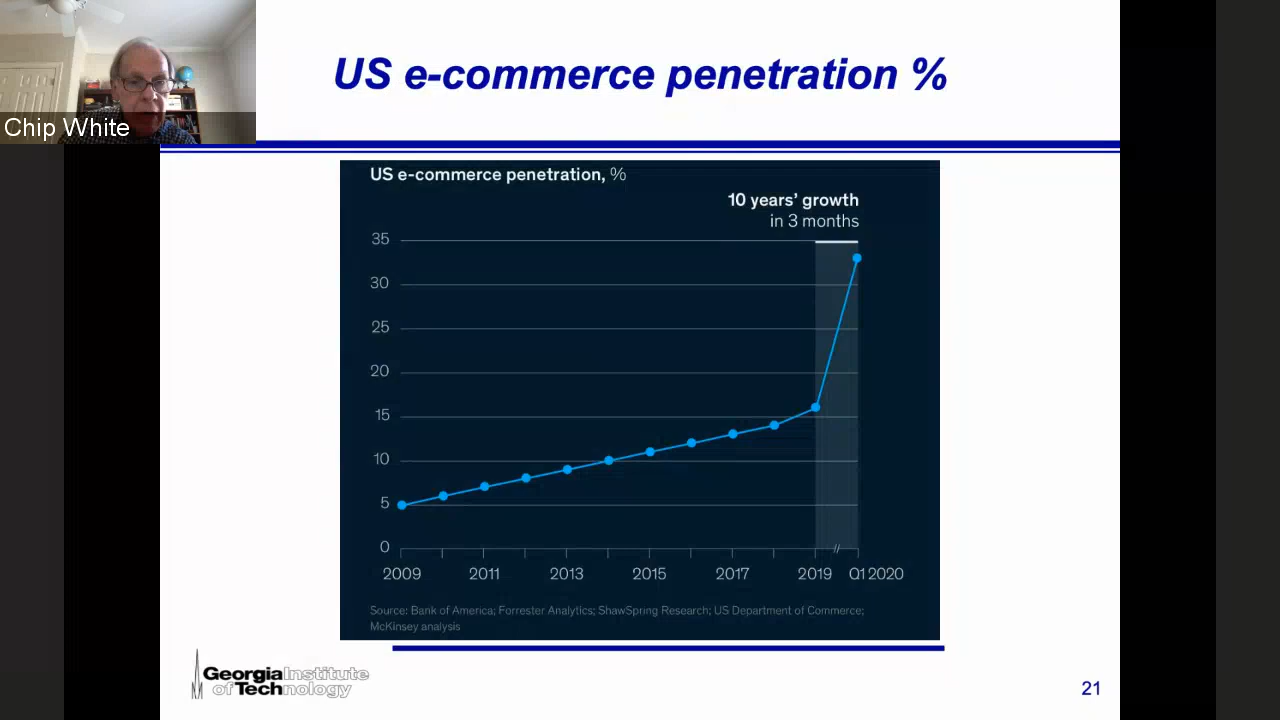 Chip White
US e-commerce penetration %
US e-commerce penetration, %
10 years' growth
in 3 months
35
30
25
20
15
10
5
0
2009 2011 2013 2015 2017 2019 Q1 2020
Source: Bank of America; Forrester Analytics; ShawSpring Research; US Department of Commerce;
McKinsey analysis
Georgia Institute
of Technology
21